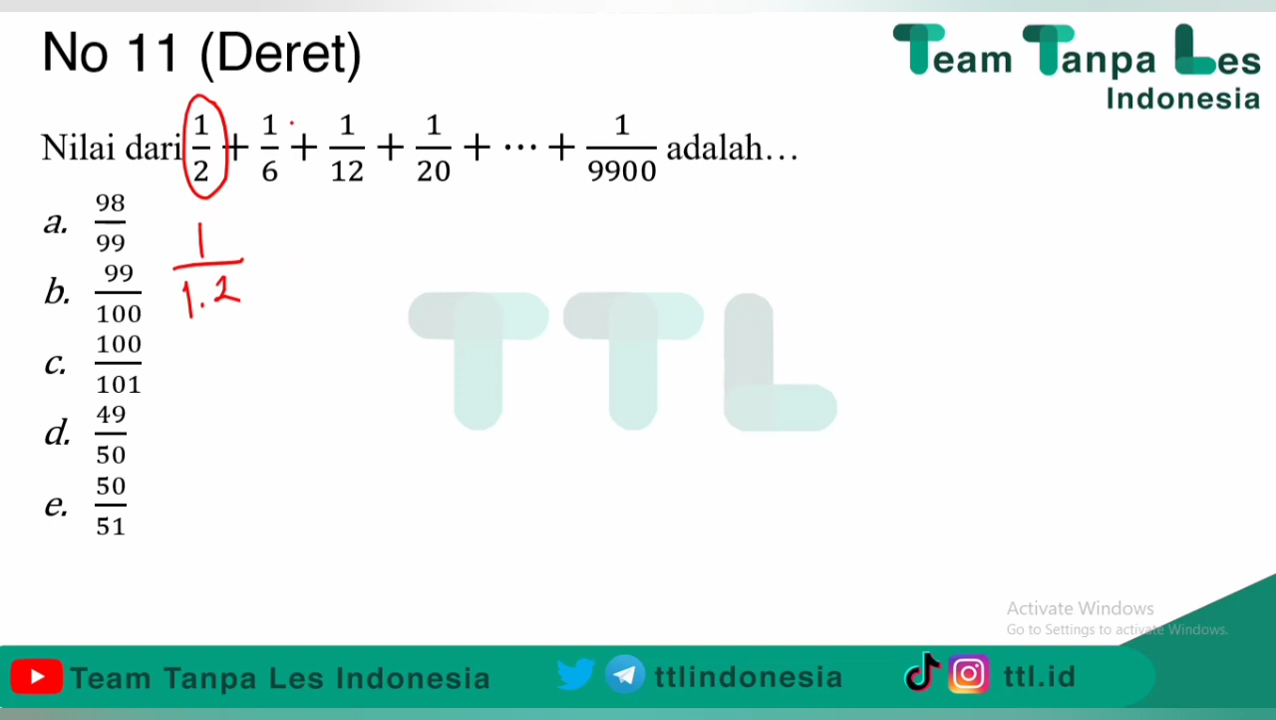 No 11 (Deret)
Team Tanpa Les
Indonesia
Nilai dari 1/2 + 1/6 + 1/12 + 1/20 + ⋯ + 1/9900 adalah…
a. 98/99
b. 99/100
c. 100/101
d. 49/50
e. 50/51
1/1.2
TTL
Activate Windows
Go to Settings to activate Windows.
Team Tanpa Les Indonesia ttlindonesia ttl.id